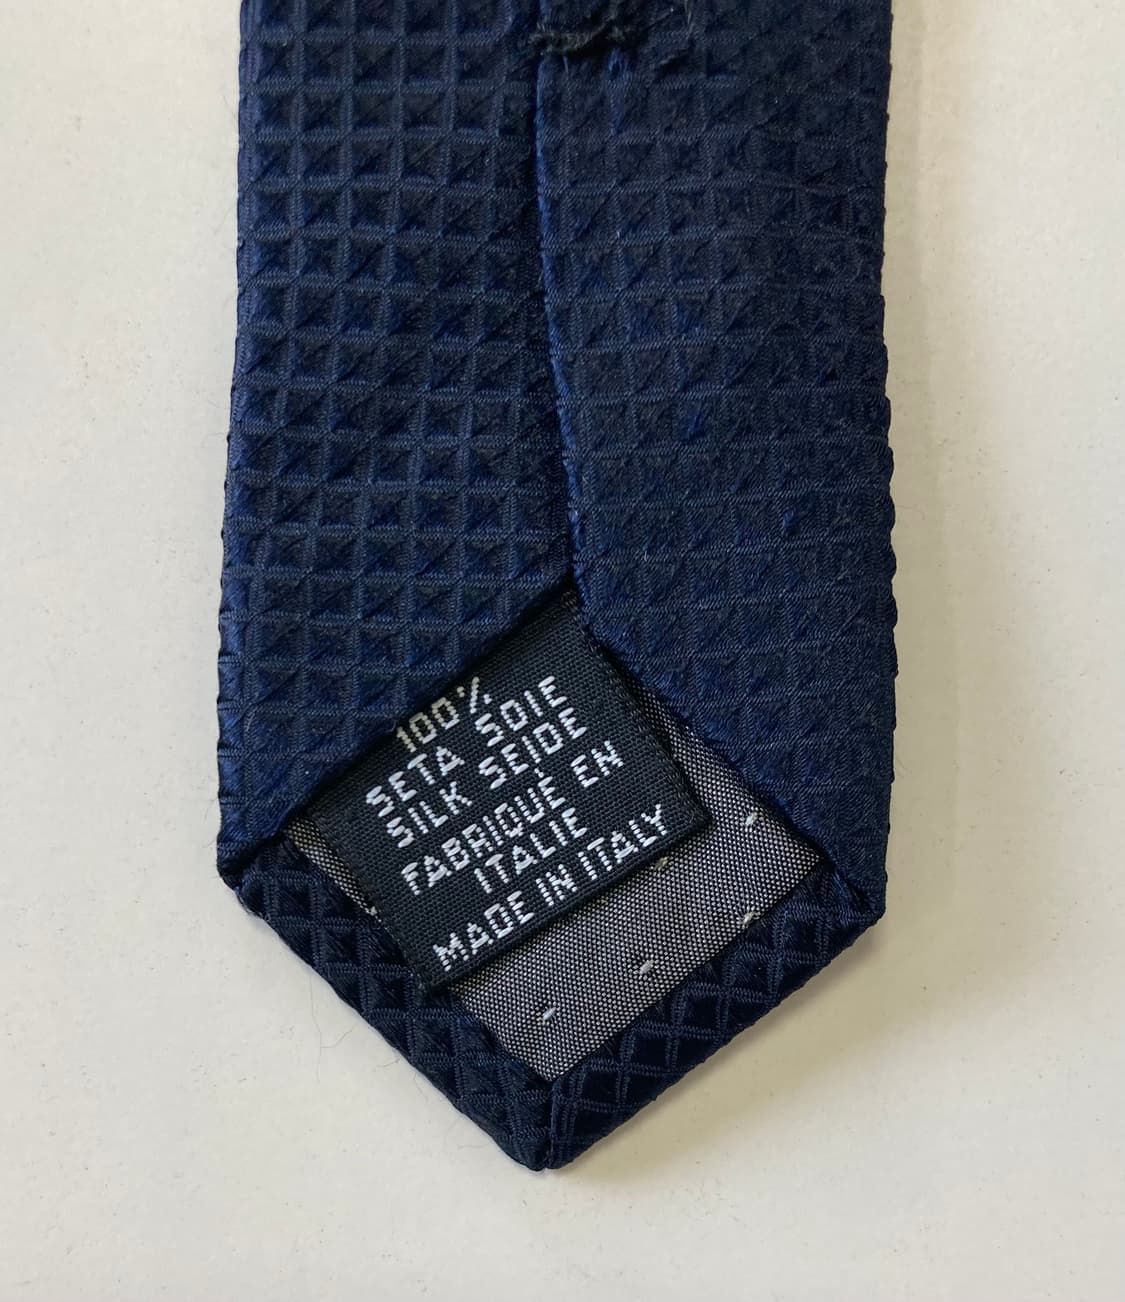 100%
SETA SOIE
SILK SEIDE
FABRIQUÉ EN
ITALIE
MADE IN ITALY